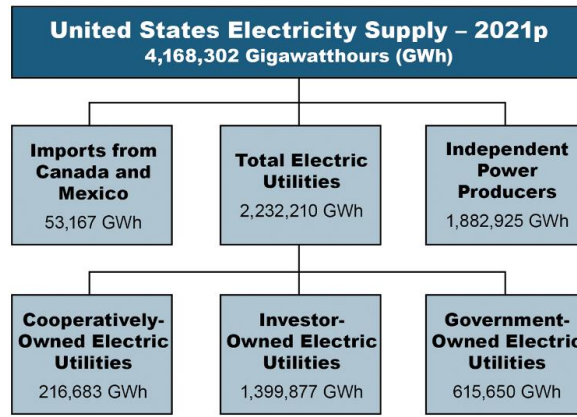 United States Electricity Supply – 2021p
4,168,302 Gigawatthours (GWh)
Imports from
Canada and
Mexico
53,167 GWh
Total Electric
Utilities
2,232,210 GWh
Independent
Power
Producers
1,882,925 GWh
Cooperatively-
Owned Electric
Utilities
216,683 GWh
Investor-
Owned Electric
Utilities
1,399,877 GWh
Government-
Owned Electric
Utilities
615,650 GWh